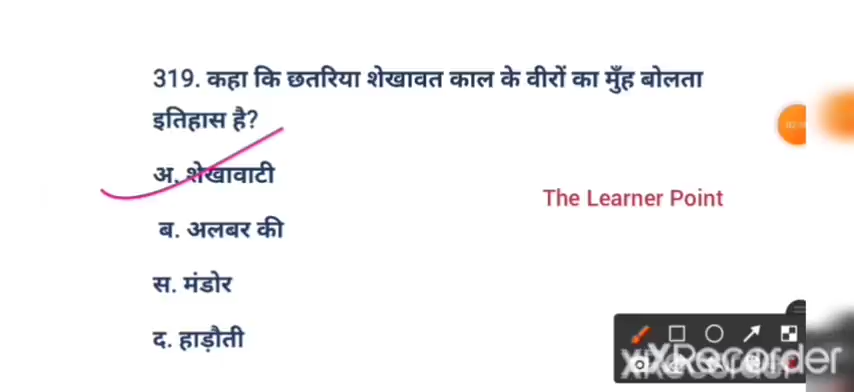 319. कहा कि छतरिया शेखावत काल के वीरों का मुँह बोलता
इतिहास है?
अ. शेखावाटी
The Learner Point
ब. अलबर की
स. मंडोर
द. हाड़ौती
XRecorder